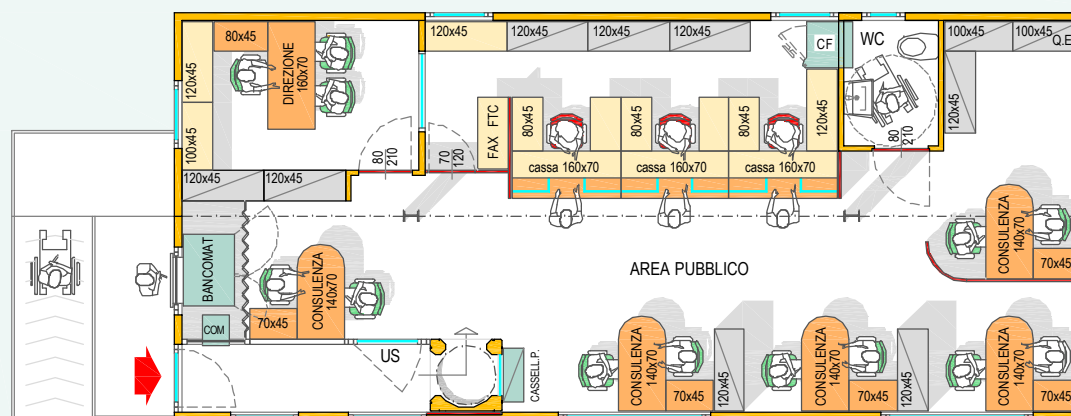 80x45
120x45
100x45
DIREZIONE
160x70
120x45
120x45
120x45
120x45
CF
WC
100x45
100x45
Q.E
120x45
80
210
120x45
120x45
80
210
70
120
FAX FTC
80x45
80x45
80x45
120x45
cassa 160x70
cassa 160x70
cassa 160x70
BANCOMAT
COM
CONSULENZA
140x70
70x45
AREA PUBBLICO
CONSULENZA
140x70
70x45
US
CASSELL.P.
CONSULENZA
140x70
70x45
120x45
CONSULENZA
140x70
70x45
120x45
CONSULENZA
140x70
70x45